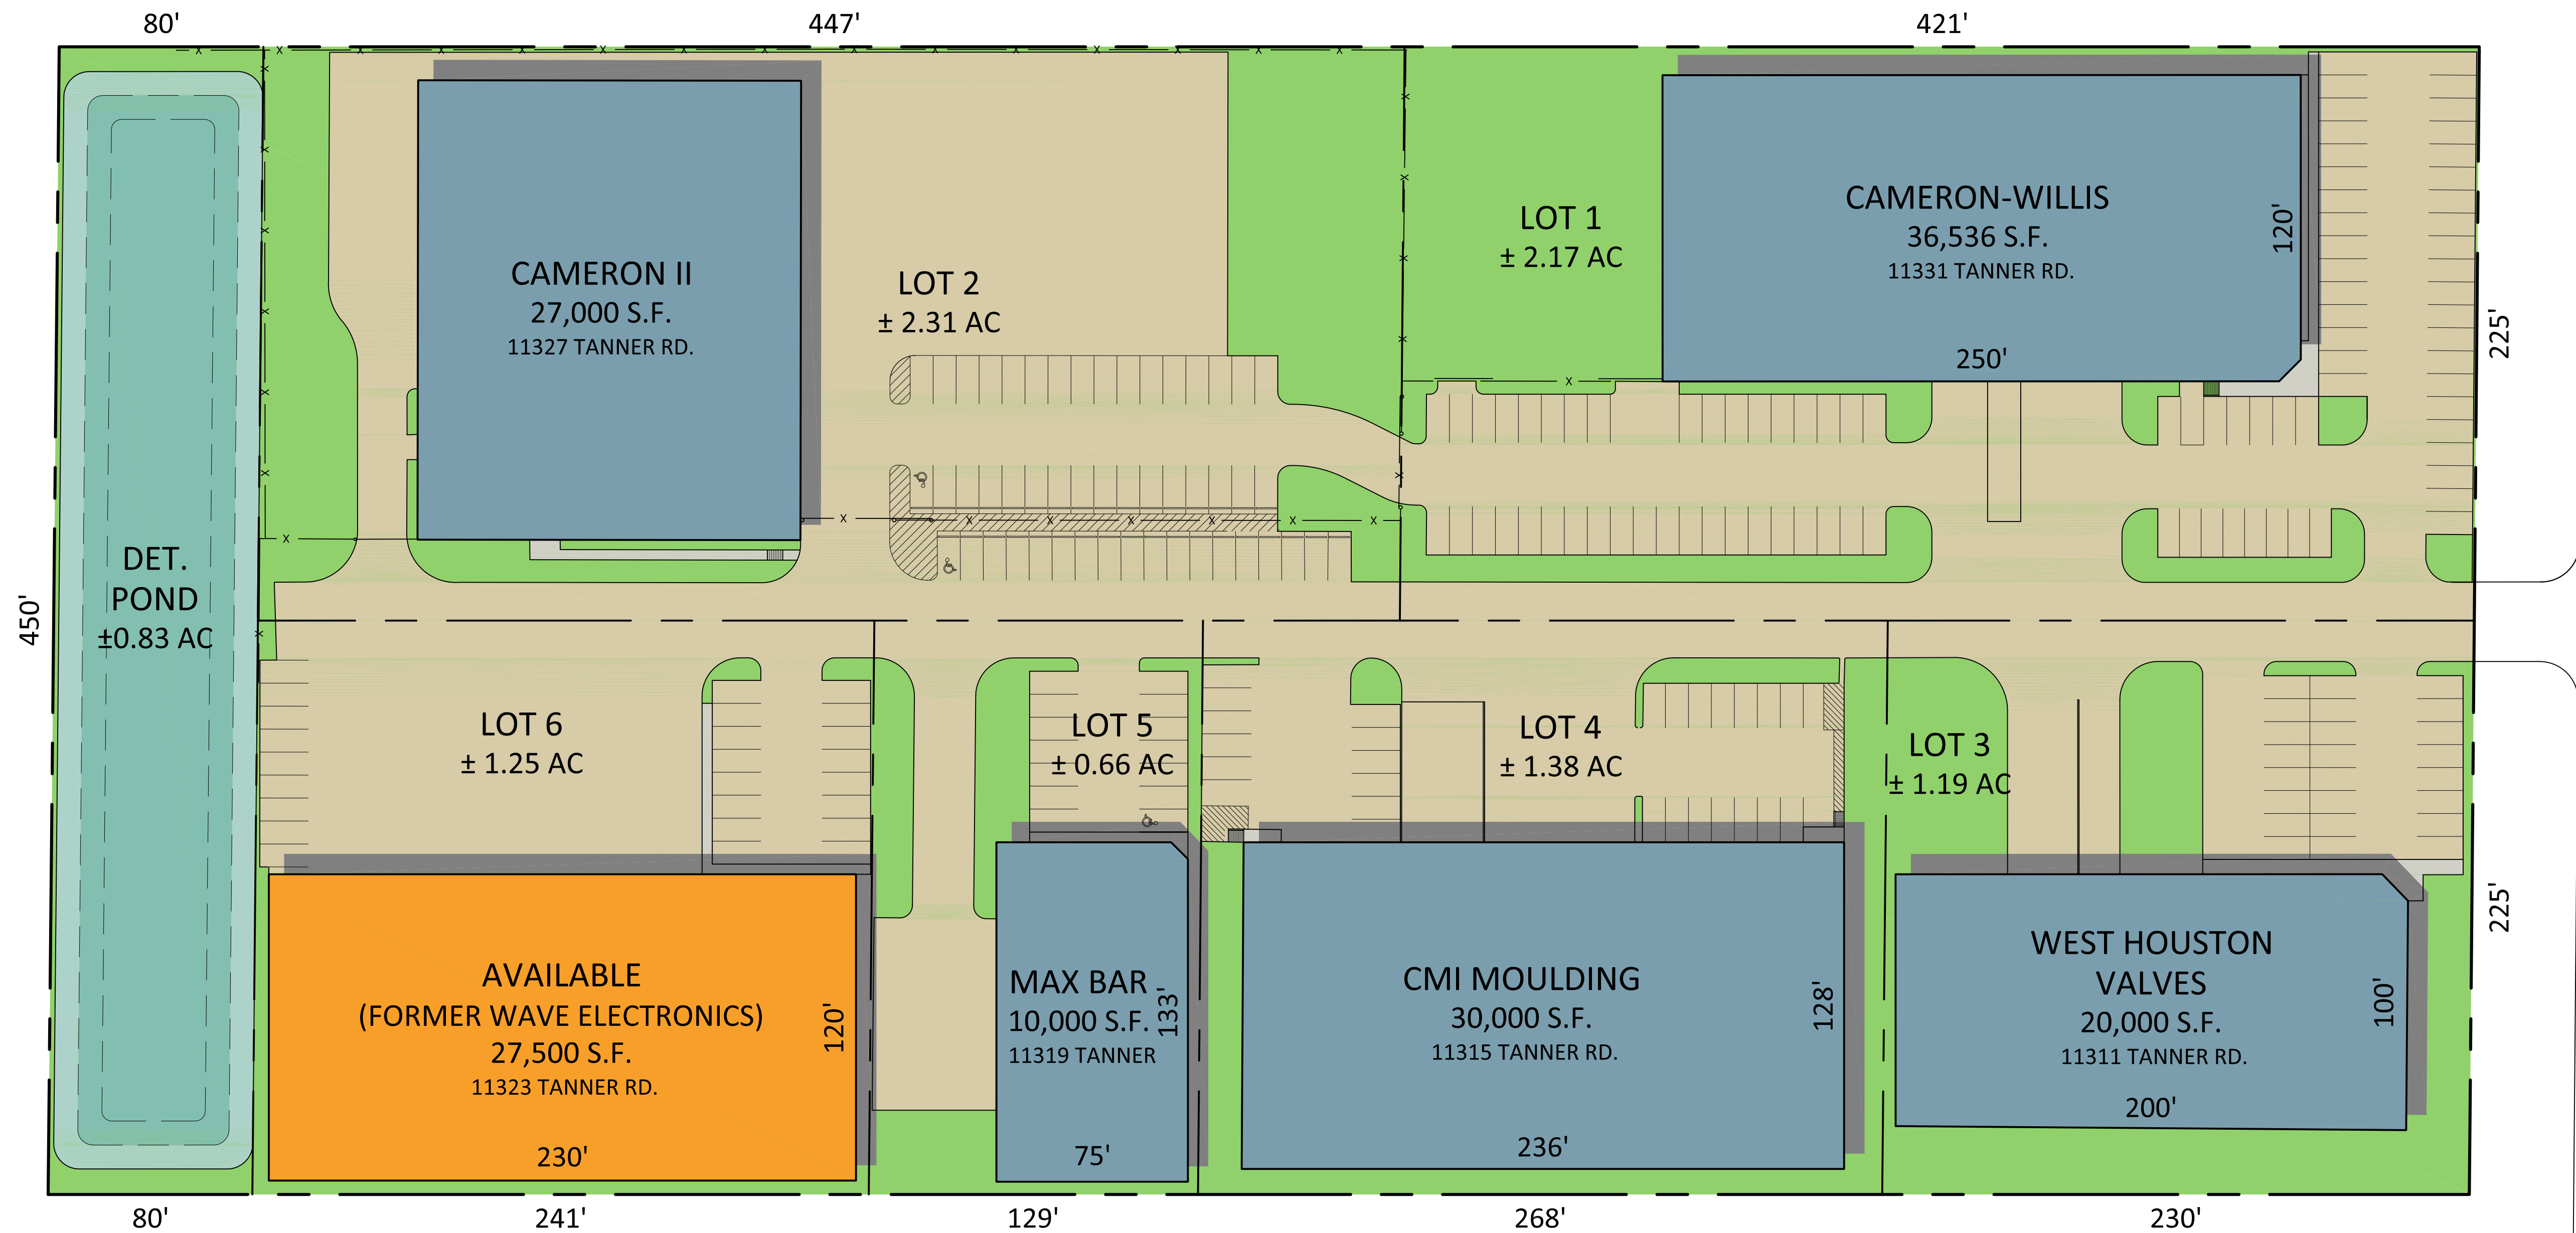 80'
447'
421'
CAMERON-WILLIS
36,536 S.F.
11331 TANNER RD.
120'
250'
LOT 1
± 2.17 AC
CAMERON II
27,000 S.F.
11327 TANNER RD.
LOT 2
± 2.31 AC
225'
DET.
POND
±0.83 AC
450'
LOT 6
± 1.25 AC
LOT 5
± 0.66 AC
LOT 4
± 1.38 AC
LOT 3
± 1.19 AC
225'
AVAILABLE
(FORMER WAVE ELECTRONICS)
27,500 S.F.
11323 TANNER RD.
120'
230'
MAX BAR
10,000 S.F.
11319 TANNER
133'
75'
CMI MOULDING
30,000 S.F.
11315 TANNER RD.
128'
236'
WEST HOUSTON
VALVES
20,000 S.F.
11311 TANNER RD.
100'
200'
80'
241'
129'
268'
230'